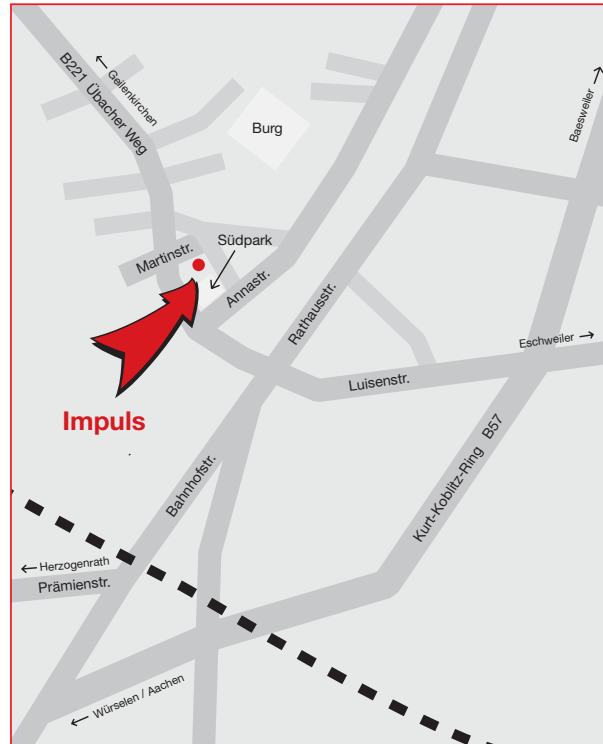 B221 Übacher Weg
← Geilenkirchen
Burg
Baesweiler →
Martinstr.
Südpark
Annastr.
Rathausstr.
Eschweiler →
Luisenstr.
Impuls
Bahnhofstr.
Kurt-Koblitz-Ring B57
← Herzogenrath
Prämienstr.
← Würselen / Aachen